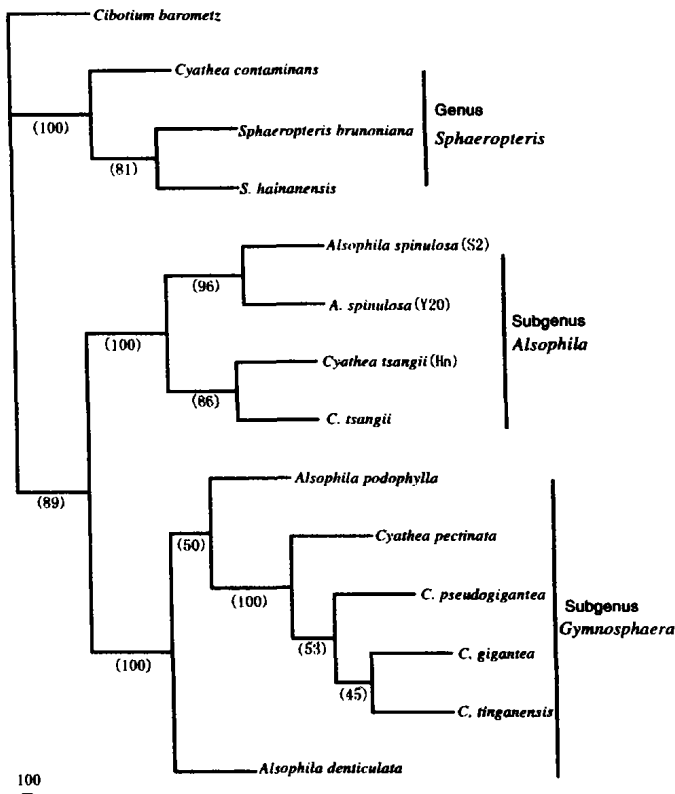 Cibotium barometz
Cyathea contaminans
Genus
(100)
Sphaeropteris brunoniana
Sphaeropteris
(81)
S. hainanensis
Alsophila spinulosa (S2)
(96)
A. spinulosa (Y20)
Subgenus
(100)
Alsophila
Cyathea tsangii (Hn)
(86)
C. tsangii
Alsophila podophylla
(89)
(50)
Cyathea pectinata
(100)
C. pseudogigantea
Subgenus
Gymnosphaera
(53)
C. gigantea
(100)
(45)
C. tinganensis
Alsophila denticulata
100